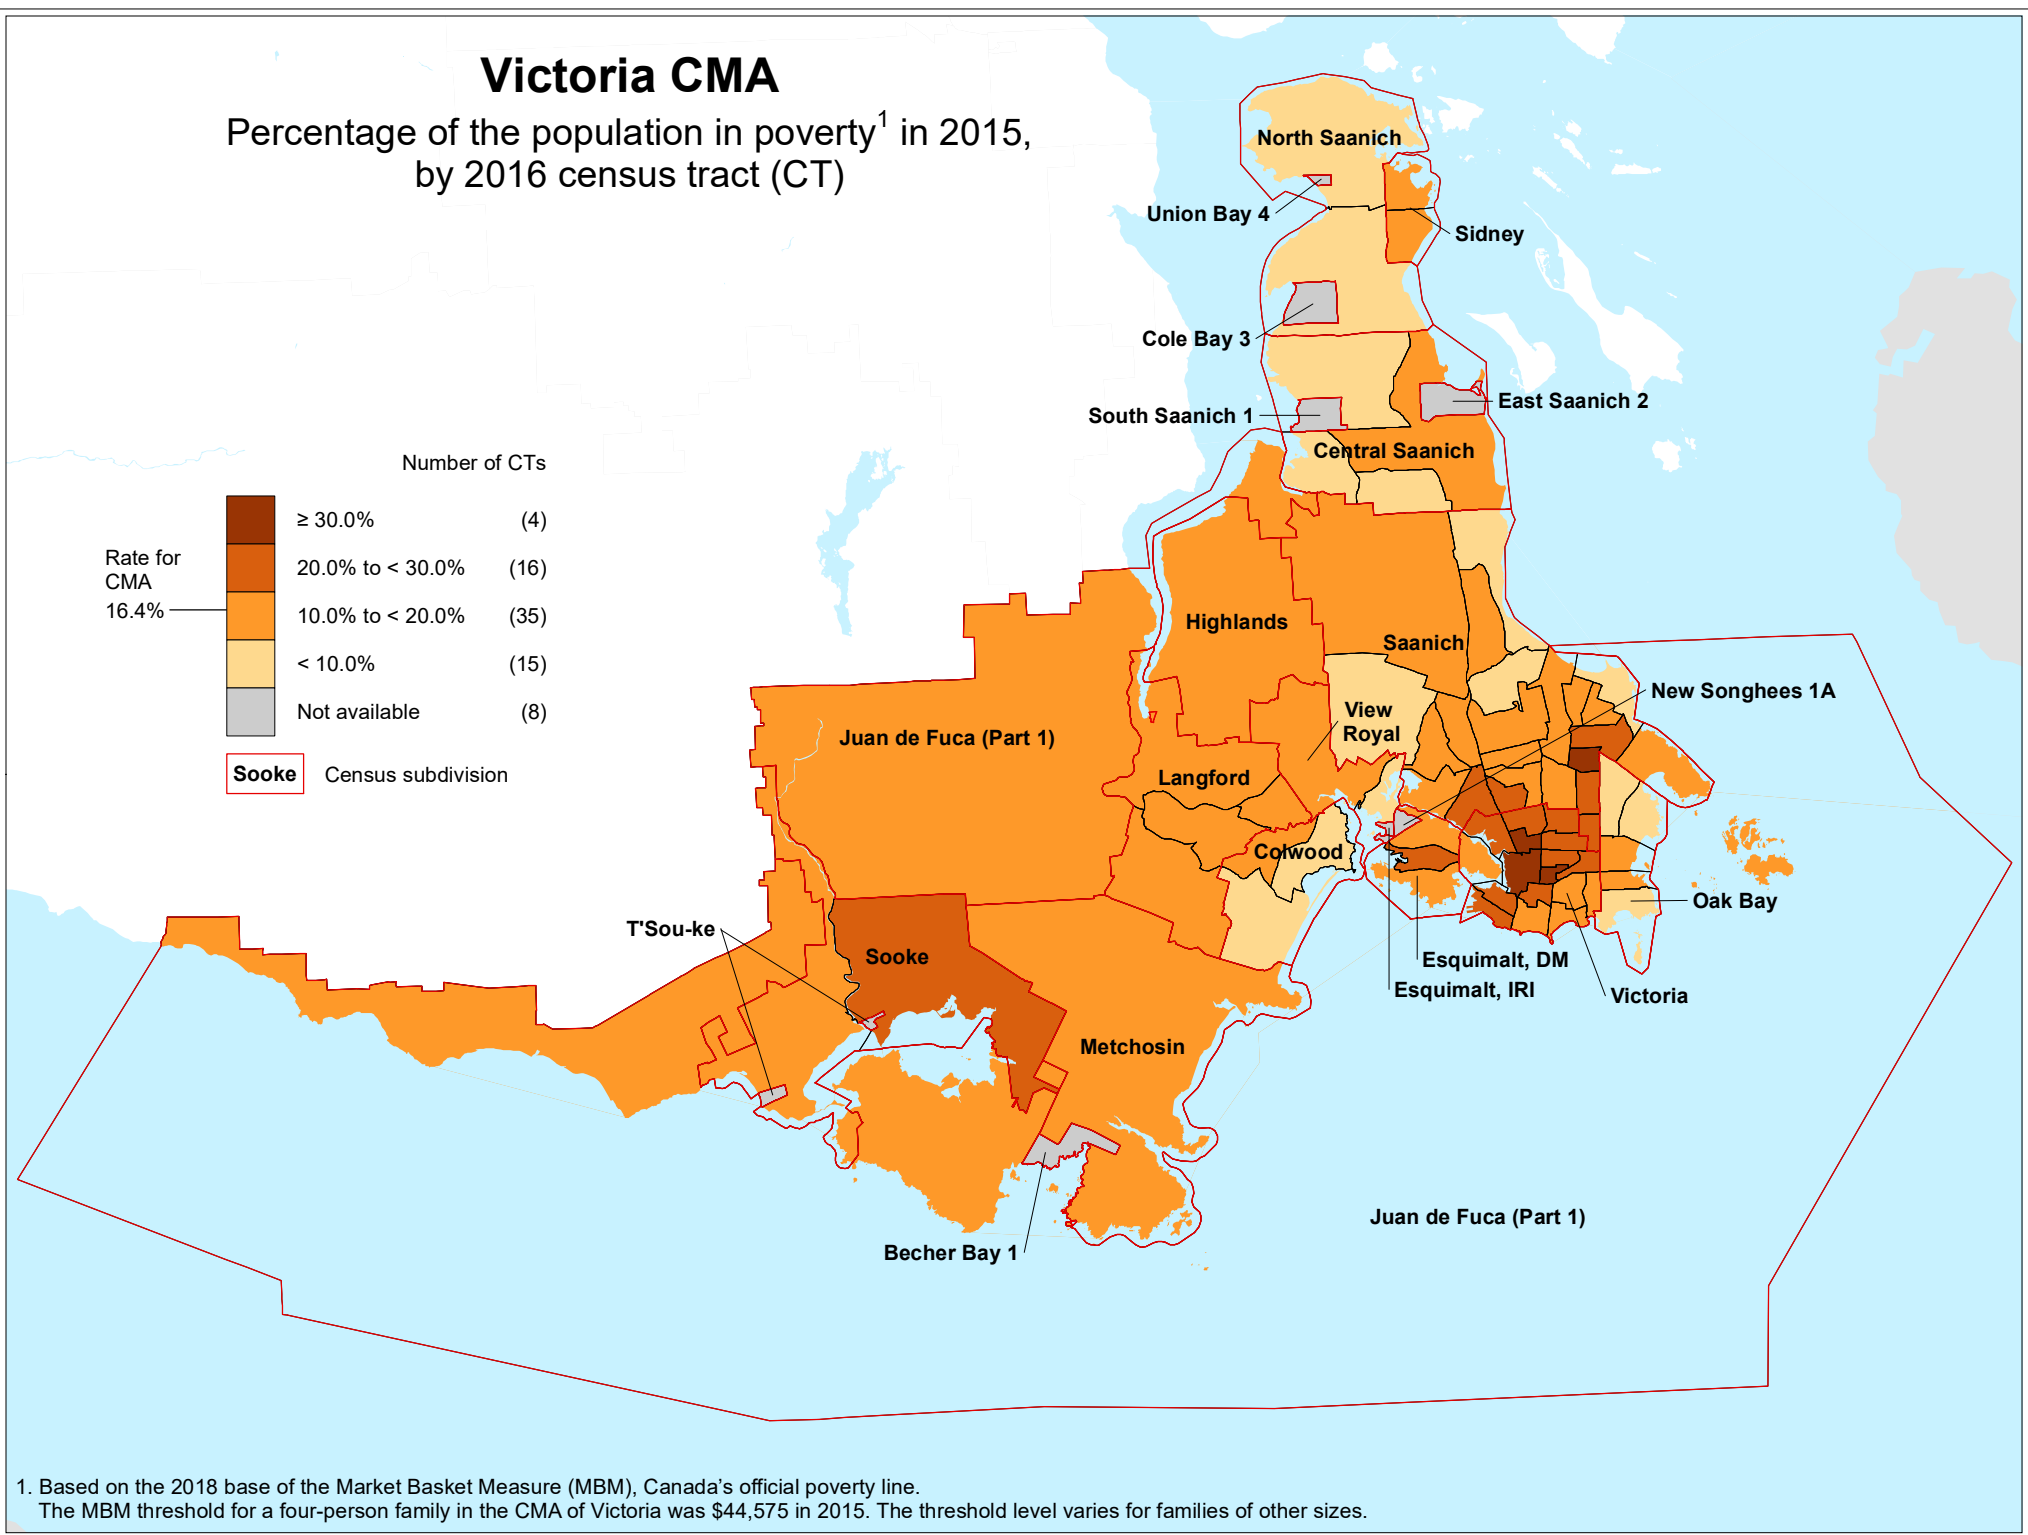 Victoria CMA
Percentage of the population in poverty1 in 2015,
by 2016 census tract (CT)
North Saanich
Union Bay 4
Sidney
Cole Bay 3
South Saanich 1
East Saanich 2
Central Saanich
Number of CTs
≥ 30.0% (4)
20.0% to < 30.0% (16)
10.0% to < 20.0% (35)
< 10.0% (15)
Not available (8)
Rate for
CMA
16.4%
Sooke Census subdivision
Highlands
Saanich
New Songhees 1A
View
Royal
Juan de Fuca (Part 1)
Langford
Colwood
Oak Bay
T'Sou-ke
Sooke
Esquimalt, DM
Esquimalt, IRI
Victoria
Metchosin
Juan de Fuca (Part 1)
Becher Bay 1
1. Based on the 2018 base of the Market Basket Measure (MBM), Canada’s official poverty line.
The MBM threshold for a four-person family in the CMA of Victoria was $44,575 in 2015. The threshold level varies for families of other sizes.